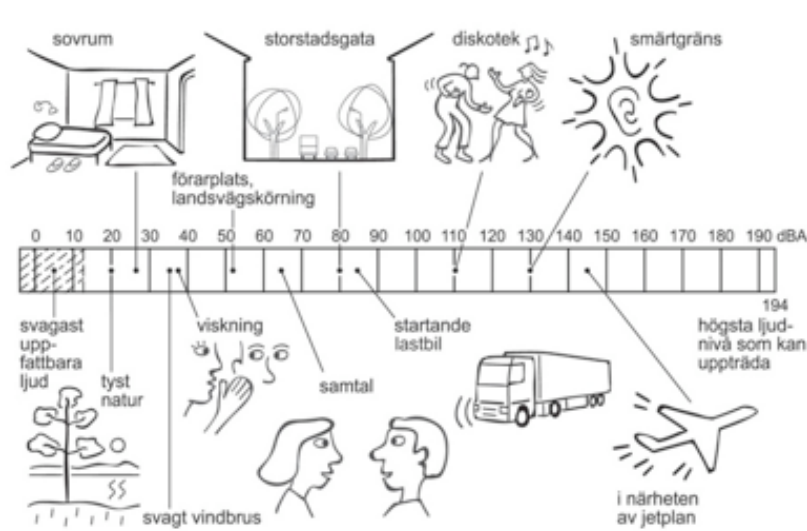 sovrum
storstadsgata
diskotek
smärtgräns
förarplats,
landsvägskörning
0 10 20 30 40 50 60 70 80 90 100 110 120 130 140 150 160 170 180 190 dBA
194
svagast
upp-
fattbara
ljud
tyst
natur
svagt vindbrus
viskning
samtal
startande
lastbil
i närheten
av jetplan
högsta ljud-
nivå som kan
uppträda